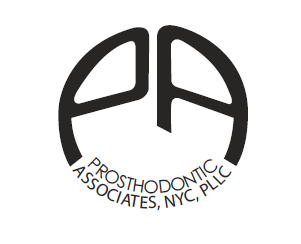 PA
PROSTHODONTIC
ASSOCIATES, NYC, PLLC